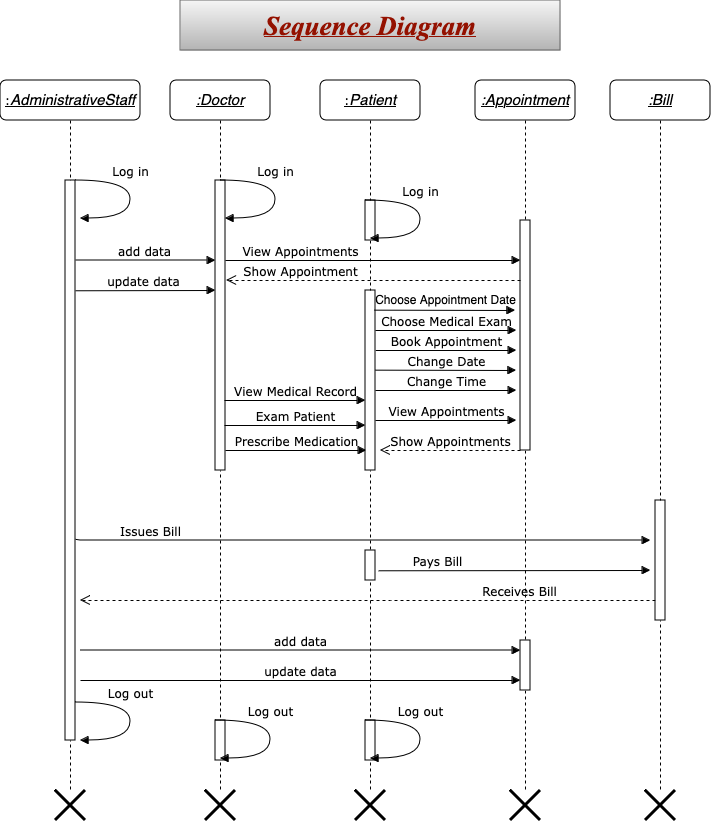 Sequence Diagram
:AdministrativeStaff
:Doctor
:Patient
:Appointment
:Bill
Log in
Log in
Log in
add data
View Appointments
Show Appointment
update data
Choose Appointment Date
Choose Medical Exam
Book Appointment
Change Date
Change Time
View Medical Record
View Appointments
Exam Patient
Prescribe Medication
Show Appointments
Issues Bill
Pays Bill
Receives Bill
add data
update data
Log out
Log out
Log out